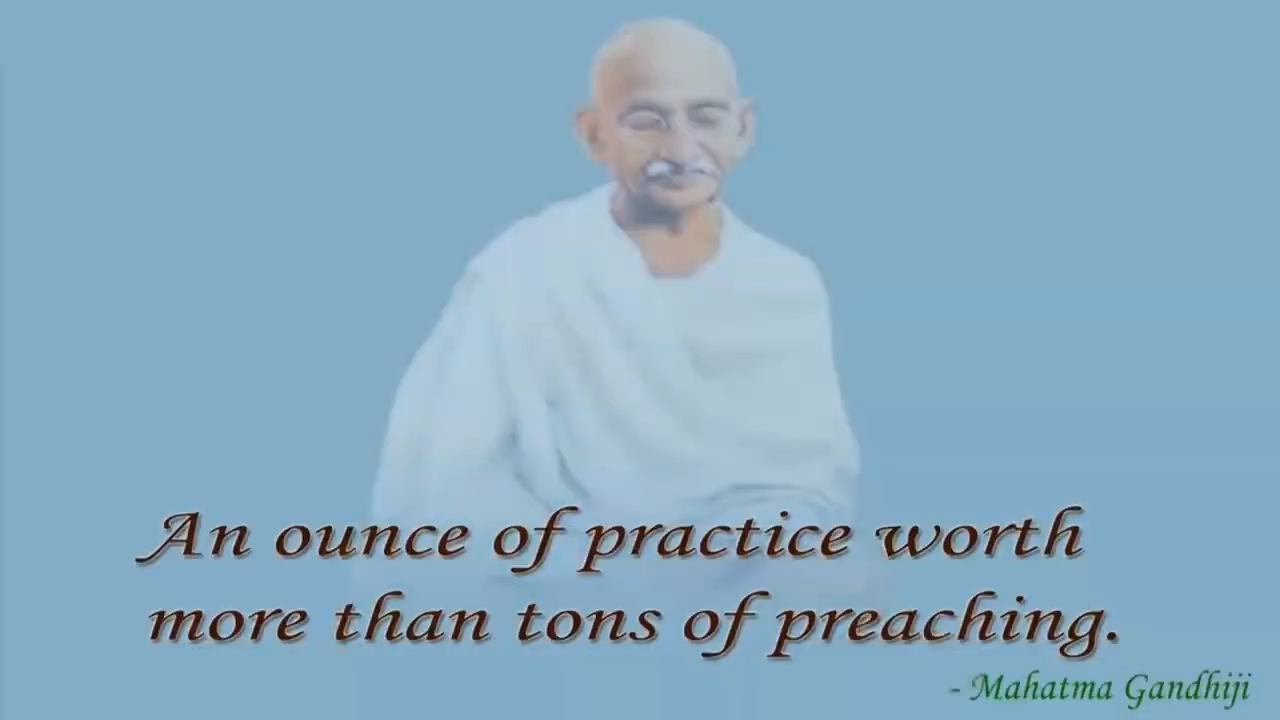 An ounce of practice worth
more than tons of preaching.
- Mahatma Gandhiji